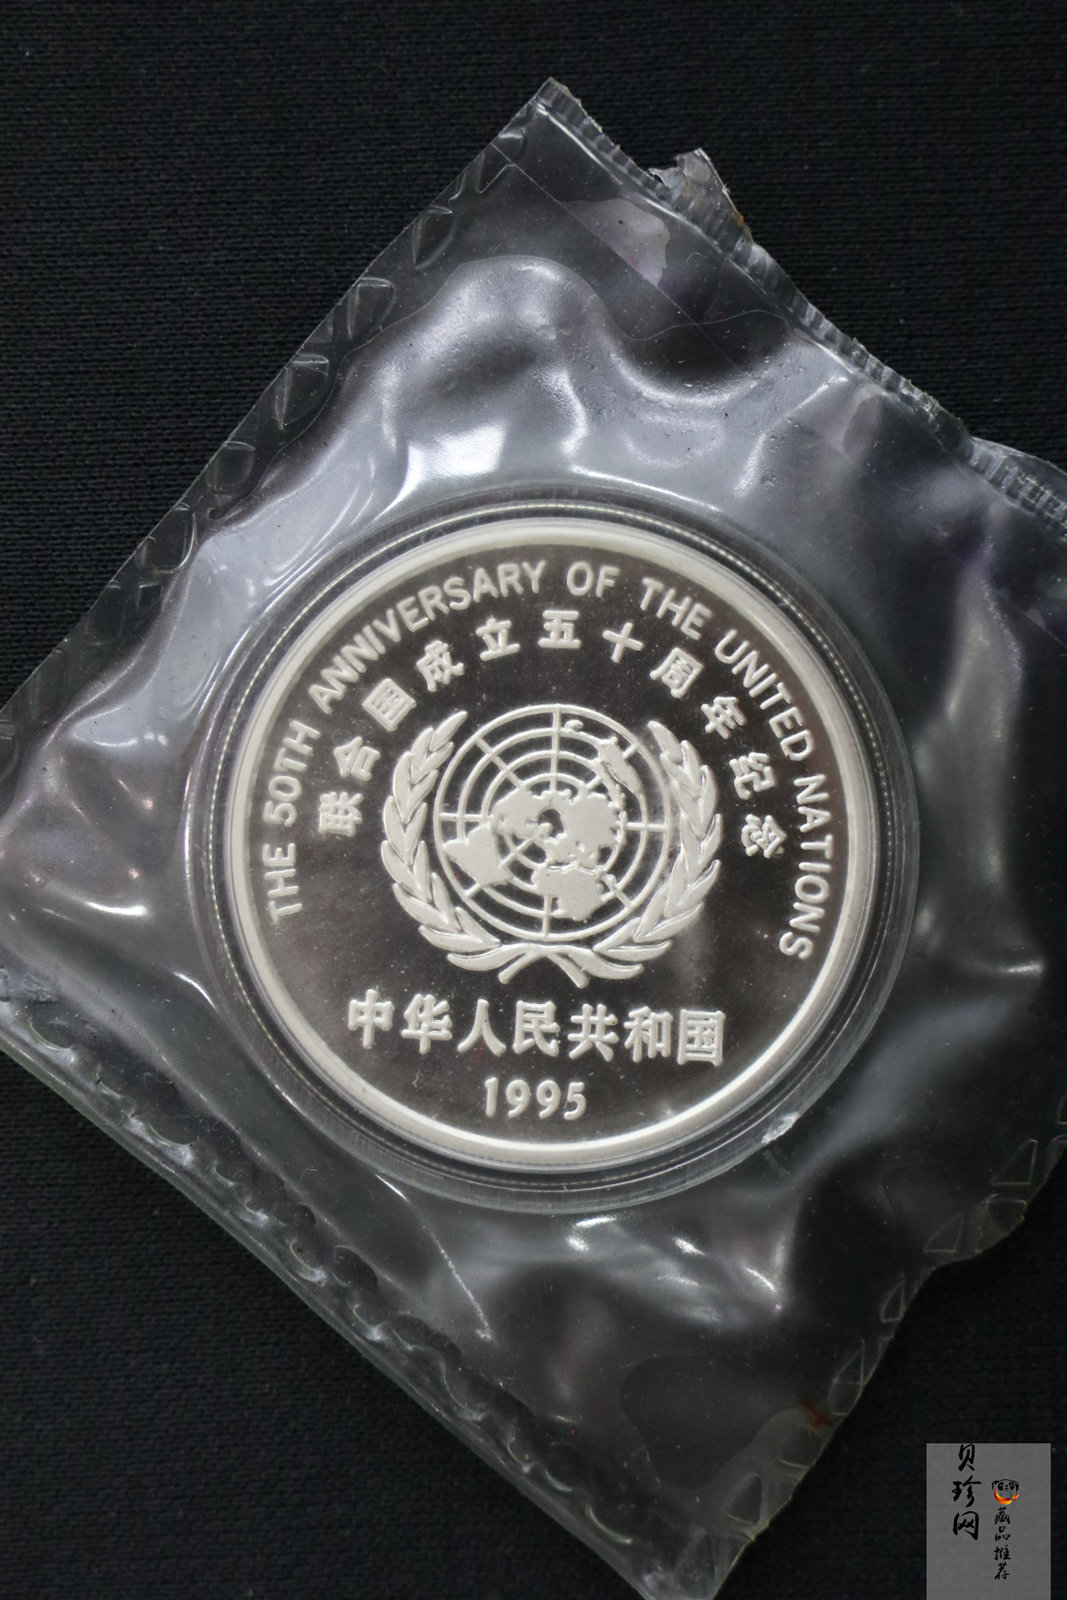 THE 50TH ANNIVERSARY OF THE UNITED NATIONS
联合国成立五十周年纪念
中华人民共和国
1995
贝珍网
藏品推荐